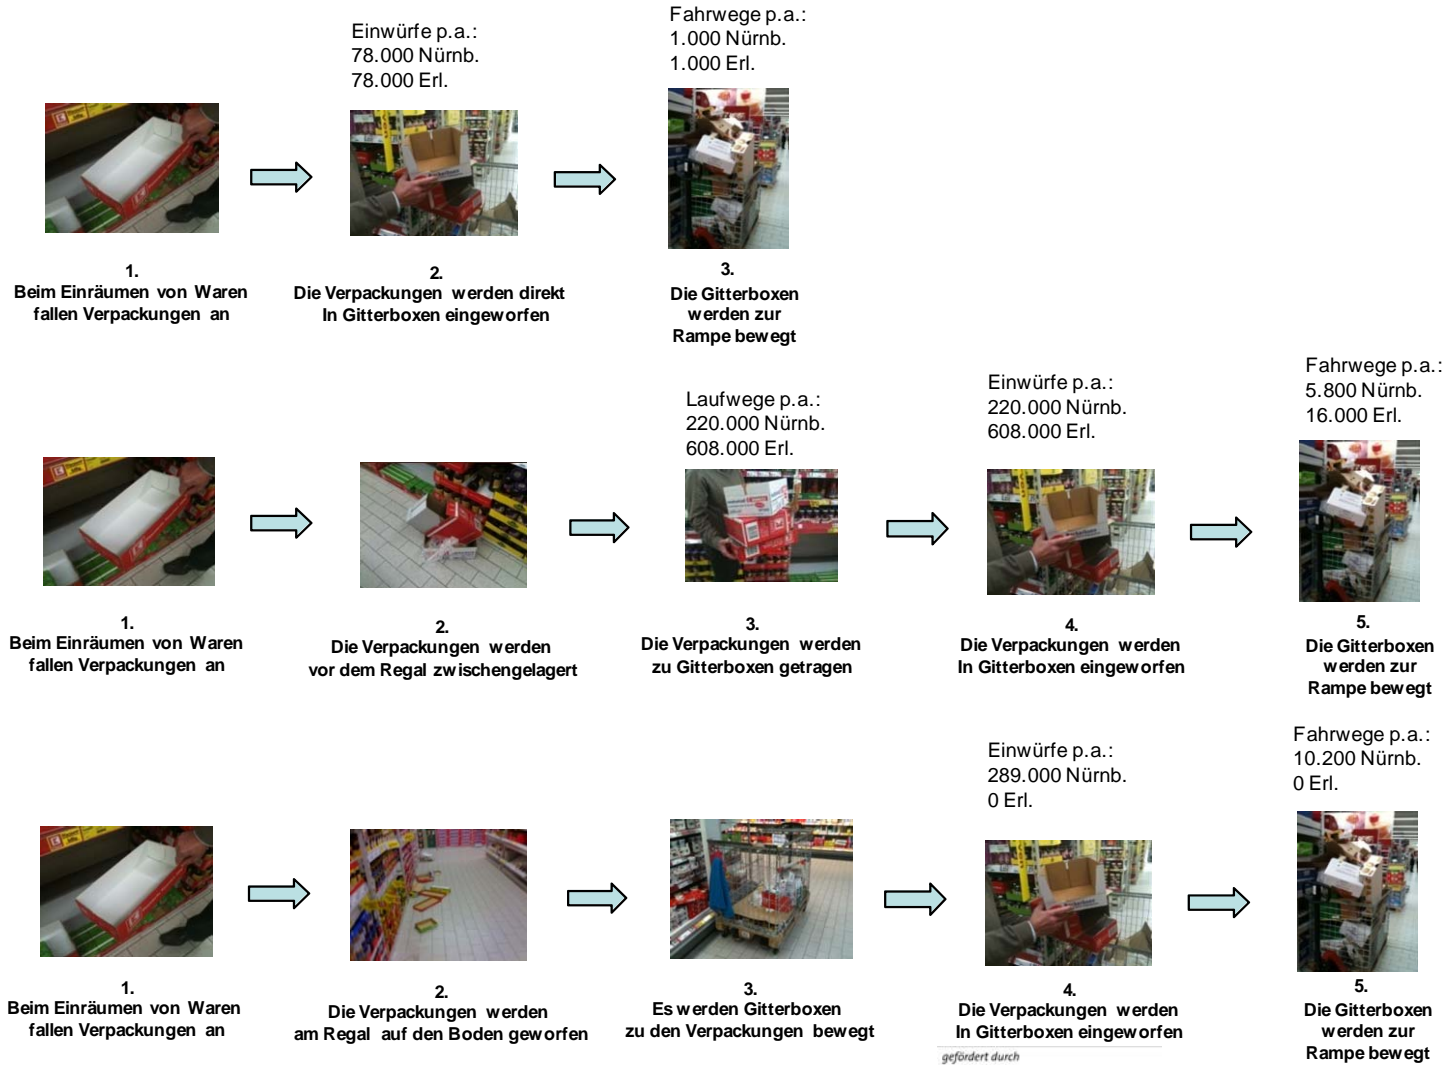 Einwürfe p.a.:
78.000 Nürnb.
78.000 Erl.
Fahrwege p.a.:
1.000 Nürnb.
1.000 Erl.
1.
Beim Einräumen von Waren
fallen Verpackungen an
2.
Die Verpackungen werden direkt
In Gitterboxen eingeworfen
3.
Die Gitterboxen
werden zur
Rampe bewegt
Laufwege p.a.:
220.000 Nürnb.
608.000 Erl.
Einwürfe p.a.:
220.000 Nürnb.
608.000 Erl.
Fahrwege p.a.:
5.800 Nürnb.
16.000 Erl.
1.
Beim Einräumen von Waren
fallen Verpackungen an
2.
Die Verpackungen werden
vor dem Regal zwischengelagert
3.
Die Verpackungen werden
zu Gitterboxen getragen
4.
Die Verpackungen werden
In Gitterboxen eingeworfen
5.
Die Gitterboxen
werden zur
Rampe bewegt
Einwürfe p.a.:
289.000 Nürnb.
0 Erl.
Fahrwege p.a.:
10.200 Nürnb.
0 Erl.
1.
Beim Einräumen von Waren
fallen Verpackungen an
2.
Die Verpackungen werden
am Regal auf den Boden geworfen
3.
Es werden Gitterboxen
zu den Verpackungen bewegt
4.
Die Verpackungen werden
In Gitterboxen eingeworfen
5.
Die Gitterboxen
werden zur
Rampe bewegt
gefördert durch